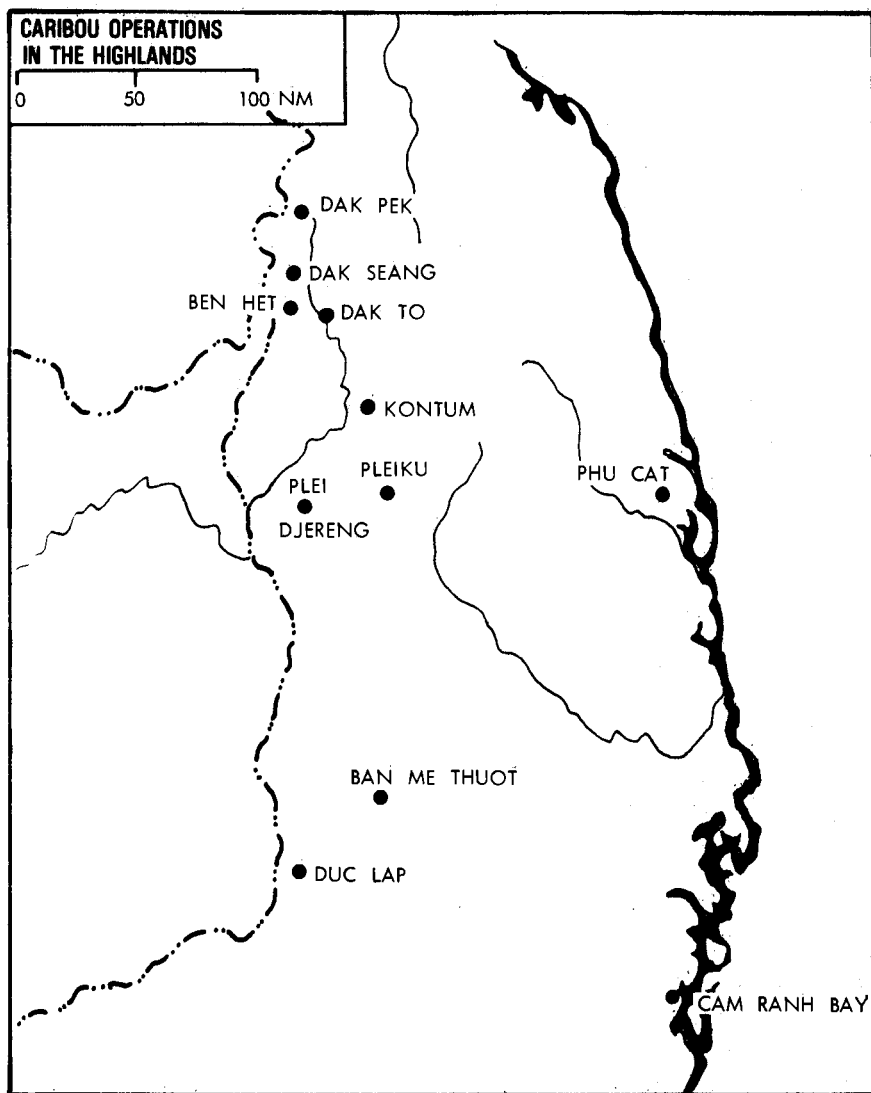 CARIBOU OPERATIONS
IN THE HIGHLANDS
0 50 100 NM
DAK PEK
DAK SEANG
BEN HET
DAK TO
KONTUM
PLEIKU
PHU CAT
PLEI
DJERENG
BAN ME THUOT
DUC LAP
CAM RANH BAY